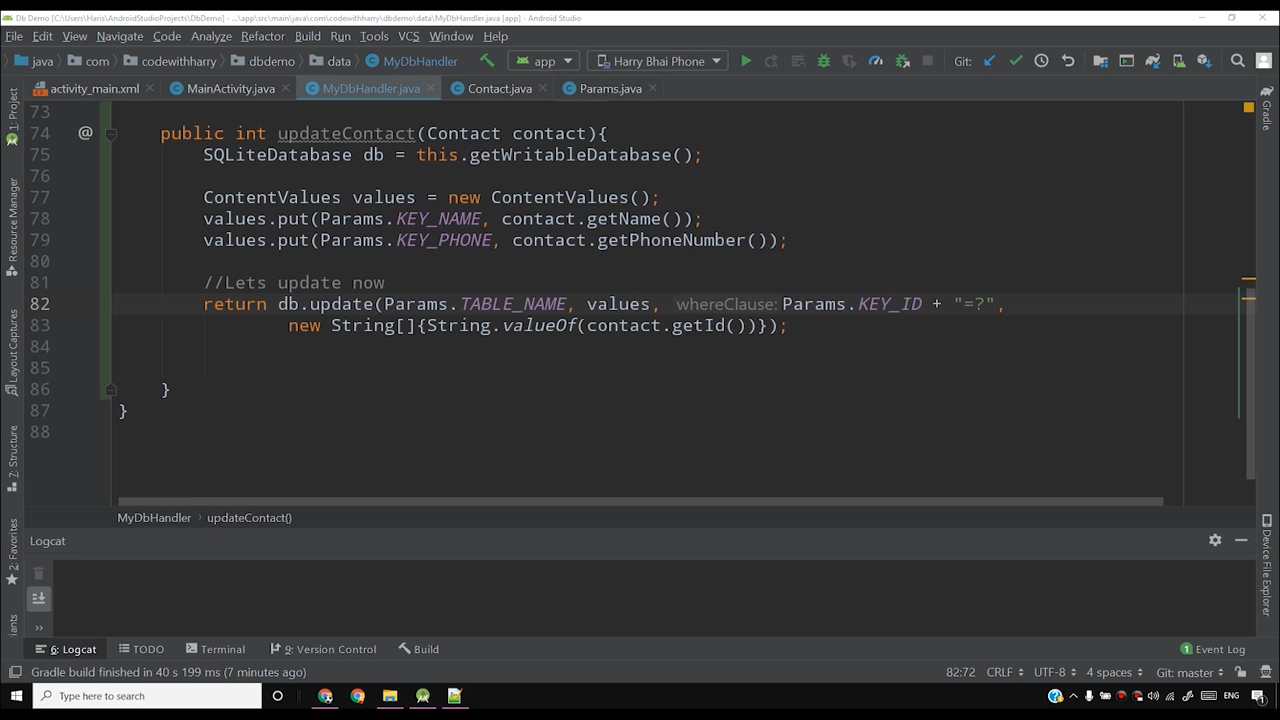 Db Demo [C:\Users\Haris\AndroidStudioProjects\DbDemo] - ...\app\src\main\java\com\codewithharry\dbdemo\data\MyDbHandler.java [app] - Android Studio
File Edit View Navigate Code Analyze Refactor Build Run Tools VCS Window Help
java com codewithharry dbdemo data MyDbHandler app Harry Bhai Phone Git:
activity_main.xml MainActivity.java MyDbHandler.java Contact.java Params.java
1: Project
Resource Manager
Layout Captures
7: Structure
2: Favorites
Gradle
Device File Explorer
73
74 @ public int updateContact(Contact contact){
75 SQLiteDatabase db = this.getWritableDatabase();
76
77 ContentValues values = new ContentValues();
78 values.put(Params.KEY_NAME, contact.getName());
79 values.put(Params.KEY_PHONE, contact.getPhoneNumber());
80
81 //Lets update now
82 return db.update(Params.TABLE_NAME, values, whereClause: Params.KEY_ID + "=?",
83 new String[]{String.valueOf(contact.getId())});
84
85
86 }
87 }
88
MyDbHandler › updateContact()
Logcat
»
6: Logcat TODO Terminal 9: Version Control Build 1 Event Log
Gradle build finished in 40 s 199 ms (7 minutes ago) 82:72 CRLF UTF-8 4 spaces Git: master
Type here to search ENG 1